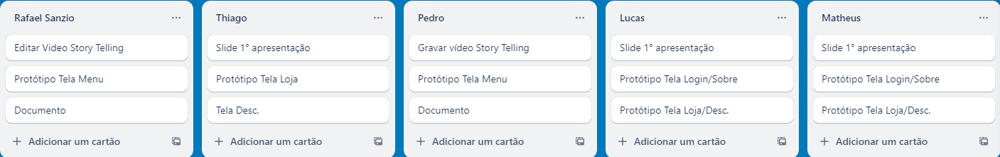 Rafael Sanzio
Editar Video Story Telling
Protótipo Tela Menu
Documento
Adicionar um cartão
Thiago
Slide 1° apresentação
Protótipo Tela Loja
Tela Desc.
Adicionar um cartão
Pedro
Gravar vídeo Story Telling
Protótipo Tela Menu
Documento
Adicionar um cartão
Lucas
Slide 1° apresentação
Protótipo Tela Login/Sobre
Protótipo Tela Loja/Desc.
Adicionar um cartão
Matheus
Slide 1° apresentação
Protótipo Tela Login/Sobre
Protótipo Tela Loja/Desc.
Adicionar um cartão